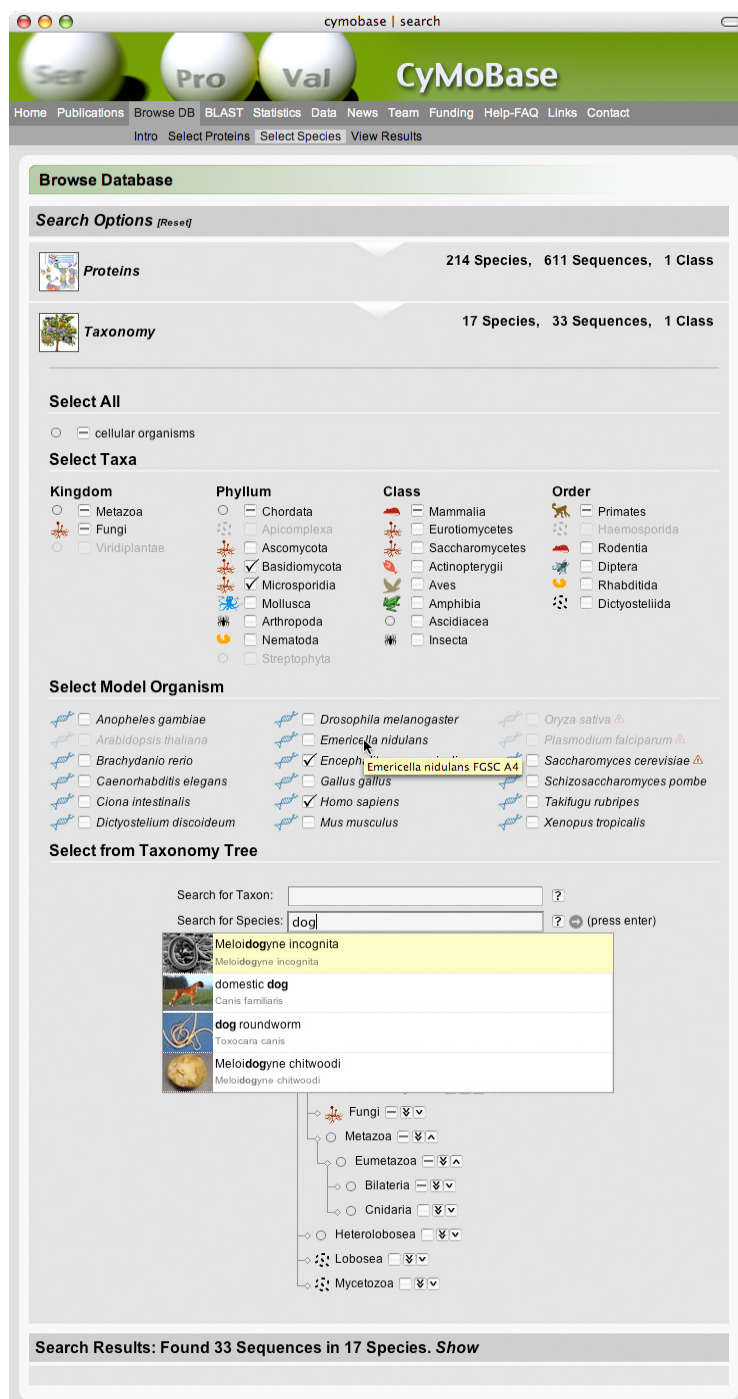 cymobase | search
Ser Pro Val CyMoBase
Home Publications Browse DB BLAST Statistics Data News Team Funding Help-FAQ Links Contact
Intro Select Proteins Select Species View Results
Browse Database
Search Options [Reset]
Proteins 214 Species, 611 Sequences, 1 Class
Taxonomy 17 Species, 33 Sequences, 1 Class
Select All
cellular organisms
Select Taxa
Kingdom Phyllum Class Order
Metazoa Chordata Mammalia Primates
Fungi Apicomplexa Eurotiomycetes Haemosporida
Viridiplantae Ascomycota Saccharomycetes Rodentia
Basidiomycota Actinopterygii Diptera
Microsporidia Aves Rhabditida
Mollusca Amphibia Dictyosteliida
Arthropoda Ascidiacea
Nematoda Insecta
Streptophyta
Select Model Organism
Anopheles gambiae Drosophila melanogaster Oryza sativa
Arabidopsis thaliana Emericella nidulans Plasmodium falciparum
Brachydanio rerio Saccharomyces cerevisiae
Emericella nidulans FGSC A4
Caenorhabditis elegans Gallus gallus Schizosaccharomyces pombe
Ciona intestinalis Homo sapiens Takifugu rubripes
Dictyostelium discoideum Mus musculus Xenopus tropicalis
Select from Taxonomy Tree
Search for Taxon: ?
Search for Species: dog ? (press enter)
Meloidogyne incognita
Meloidogyne incognita
domestic dog
Canis familiaris
dog roundworm
Toxocara canis
Meloidogyne chitwoodi
Meloidogyne chitwoodi
Fungi
Metazoa
Eumetazoa
Bilateria
Cnidaria
Heterolobosea
Lobosea
Mycetozoa
Search Results: Found 33 Sequences in 17 Species. Show